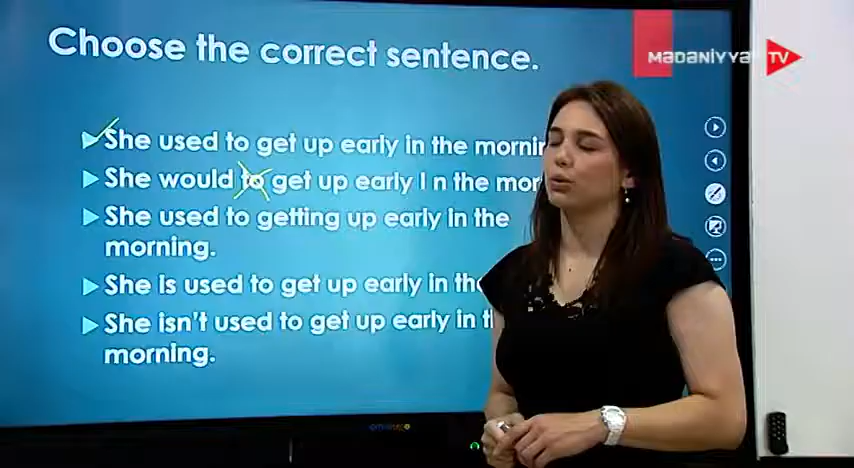 Choose the correct sentence.
MƏDƏNİYYƏT TV
She used to get up early in the mornin
She would to get up early I n the mor
She used to getting up early in the
morning.
She is used to get up early in the
She isn't used to get up early in t
morning.